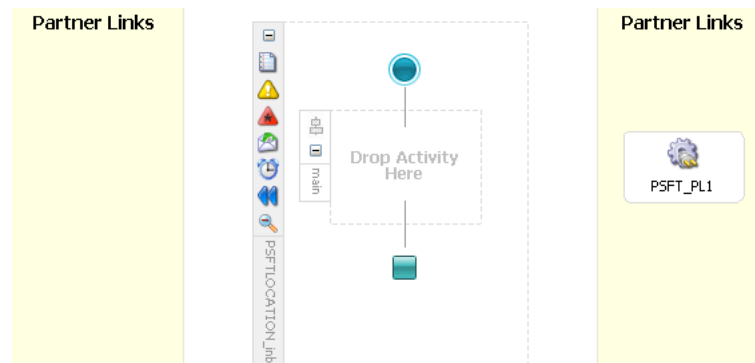 Partner Links
Partner Links
Drop Activity
Here
main
PSFT_PL1
PSFTLOCATION_inb